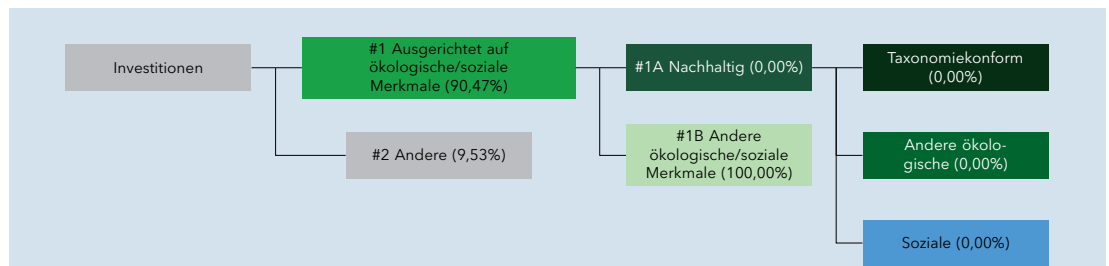 Investitionen
#1 Ausgerichtet auf
ökologische/soziale
Merkmale (90,47%)
#2 Andere (9,53%)
#1A Nachhaltig (0,00%)
#1B Andere
ökologische/soziale
Merkmale (100,00%)
Taxonomiekonform
(0,00%)
Andere ökolo-
gische (0,00%)
Soziale (0,00%)